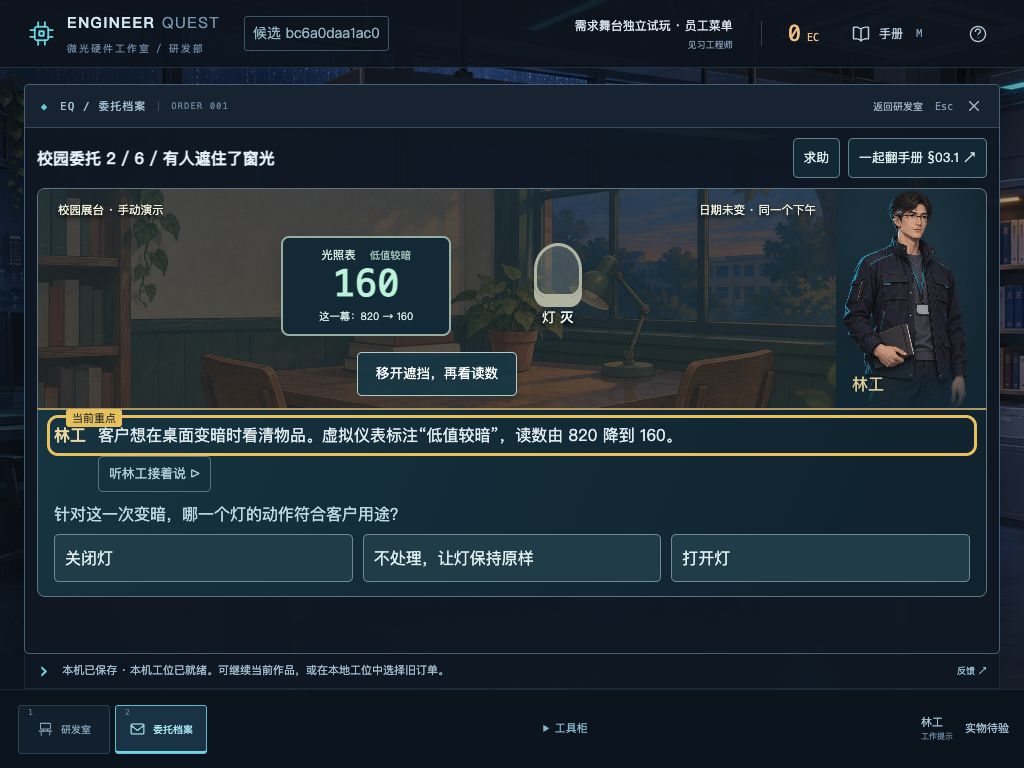 ENGINEER QUEST
微光硬件工作室 / 研发部
候选 bc6a0daa1ac0
需求舞台独立试玩 · 员工菜单
见习工程师
0 EC
手册 M
?
EQ / 委托档案 | ORDER 001
返回研发室 Esc ×
校园委托 2 / 6 / 有人遮住了窗光
求助
一起翻手册 §03.1 ↗
校园展台 · 手动演示
日期未变 · 同一个下午
光照表 低值较暗
160
这一幕：820 → 160
灯 灭
移开遮挡，再看读数
林工
当前重点
林工 客户想在桌面变暗时看清物品。虚拟仪表标注“低值较暗”，读数由 820 降到 160。
听林工接着说 ▷
针对这一次变暗，哪一个灯的动作符合客户用途？
关闭灯
不处理，让灯保持原样
打开灯
本机已保存 · 本机工位已就绪。可继续当前作品，或在本地工位中选择旧订单。
反馈 ↗
1 研发室
2 委托档案
▶ 工具柜
林工
工作提示
实物待验